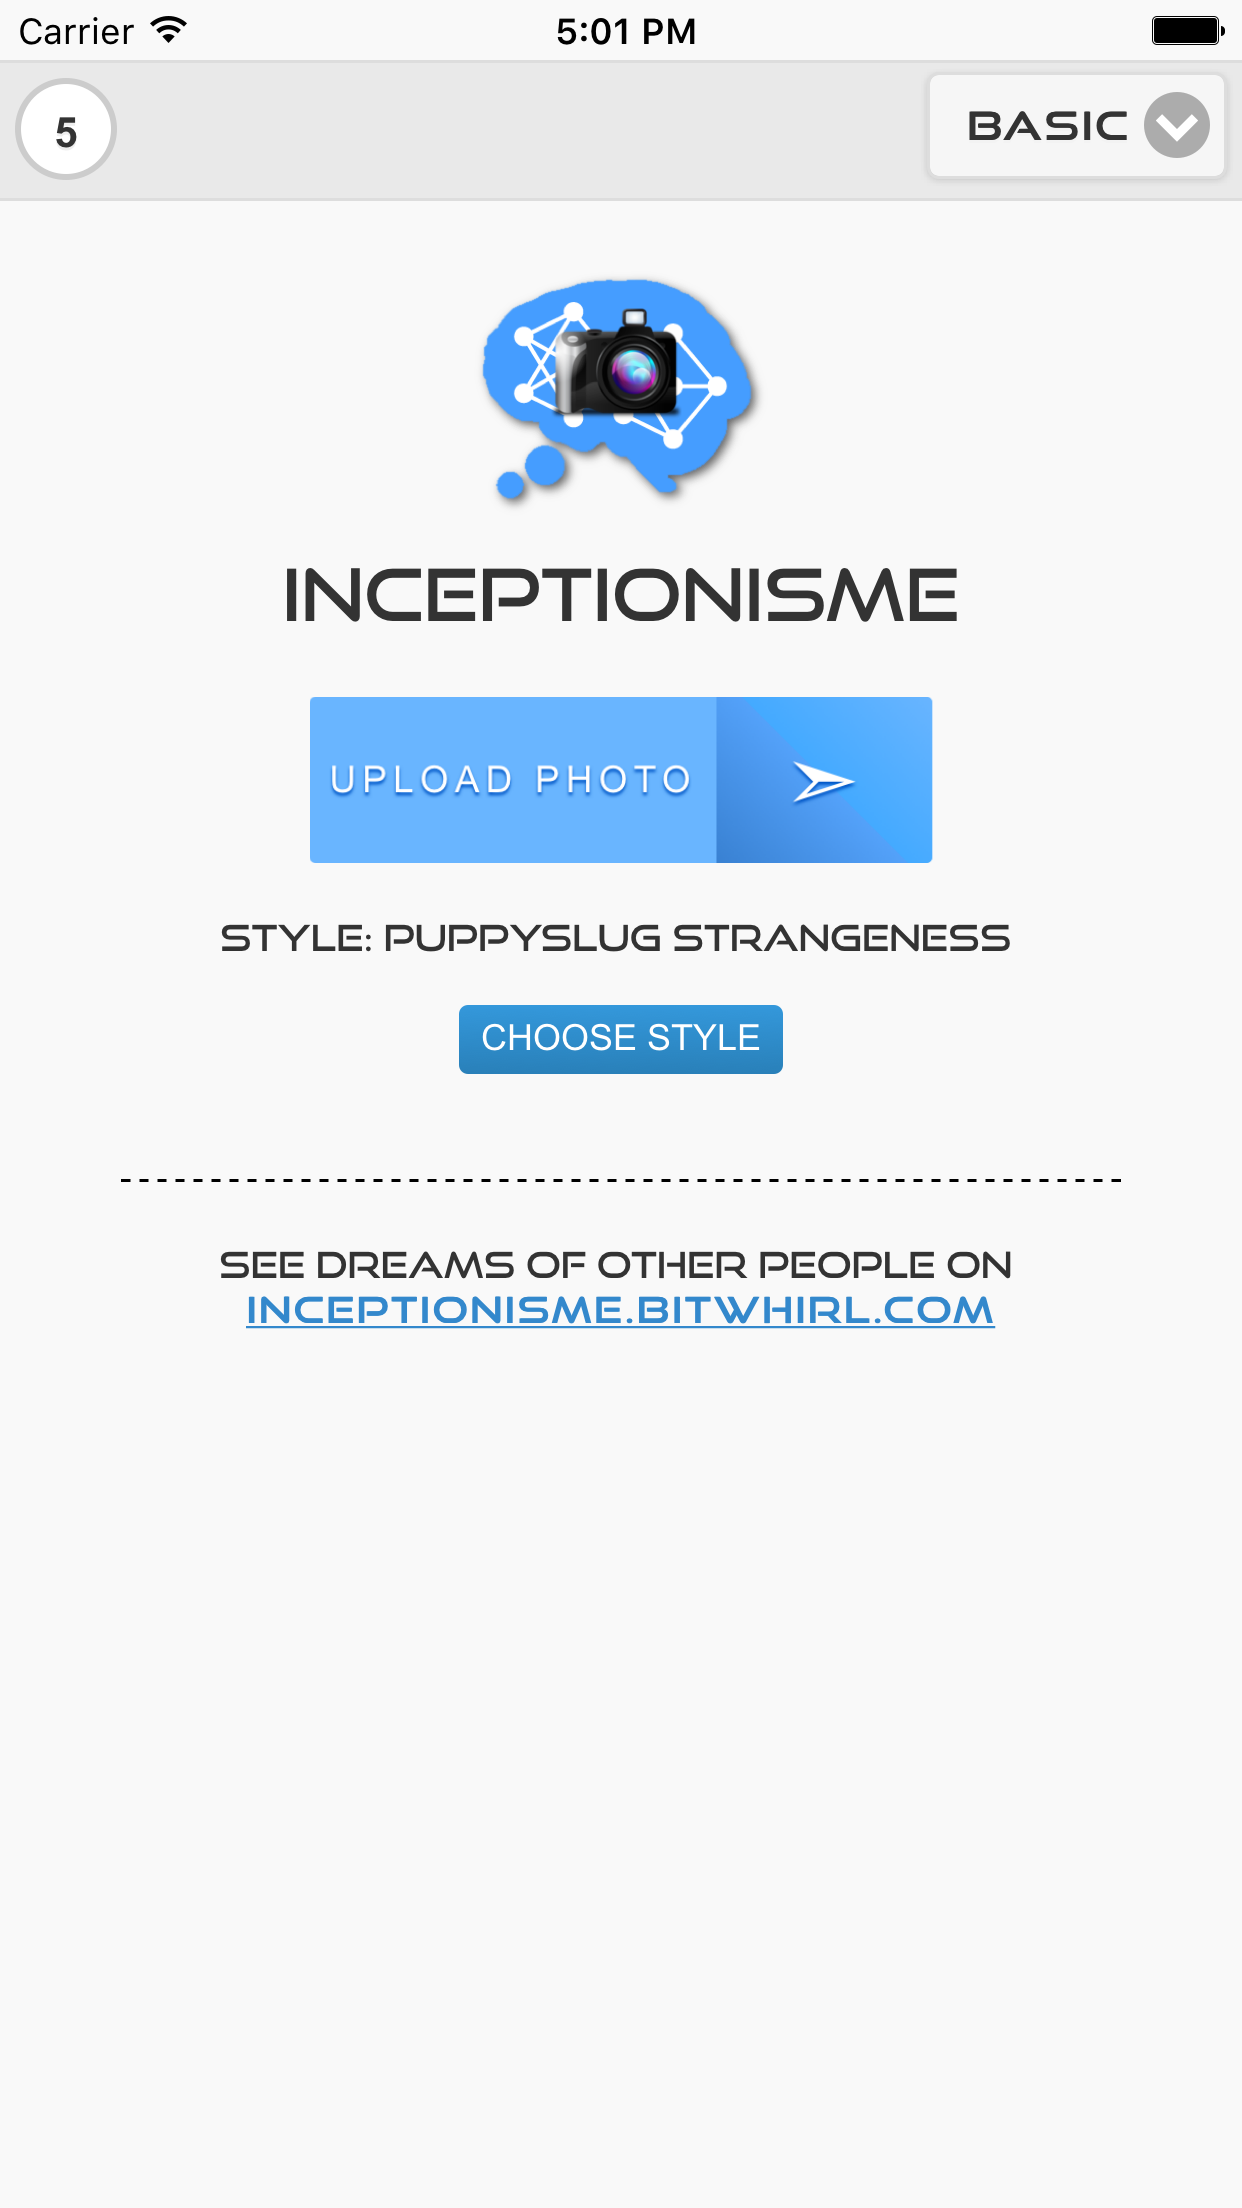 Carrier 5:01 PM
5 BASIC
INCEPTIONISME
UPLOAD PHOTO
STYLE: PUPPYSLUG STRANGENESS
CHOOSE STYLE
SEE DREAMS OF OTHER PEOPLE ON
INCEPTIONISME.BITWHIRL.COM